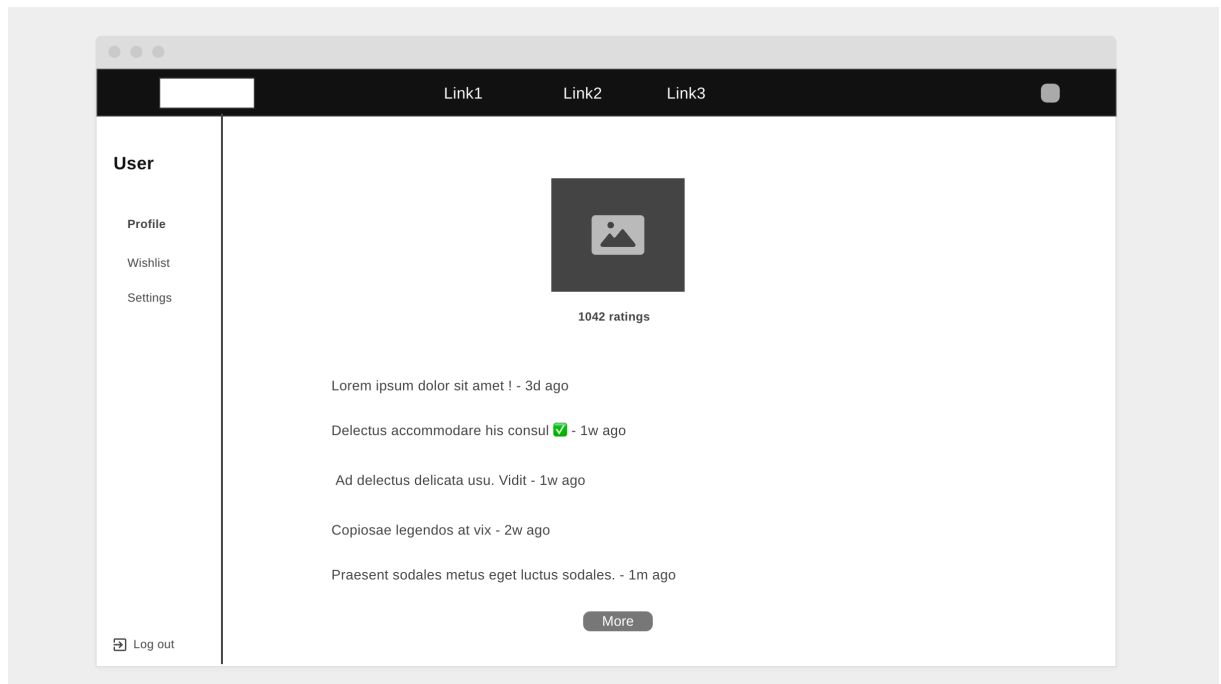 Link1 Link2 Link3
User
Profile
Wishlist
Settings
1042 ratings
Lorem ipsum dolor sit amet ! - 3d ago
Delectus accommodare his consul ✅ - 1w ago
Ad delectus delicata usu. Vidit - 1w ago
Copiosae legendos at vix - 2w ago
Praesent sodales metus eget luctus sodales. - 1m ago
More
Log out